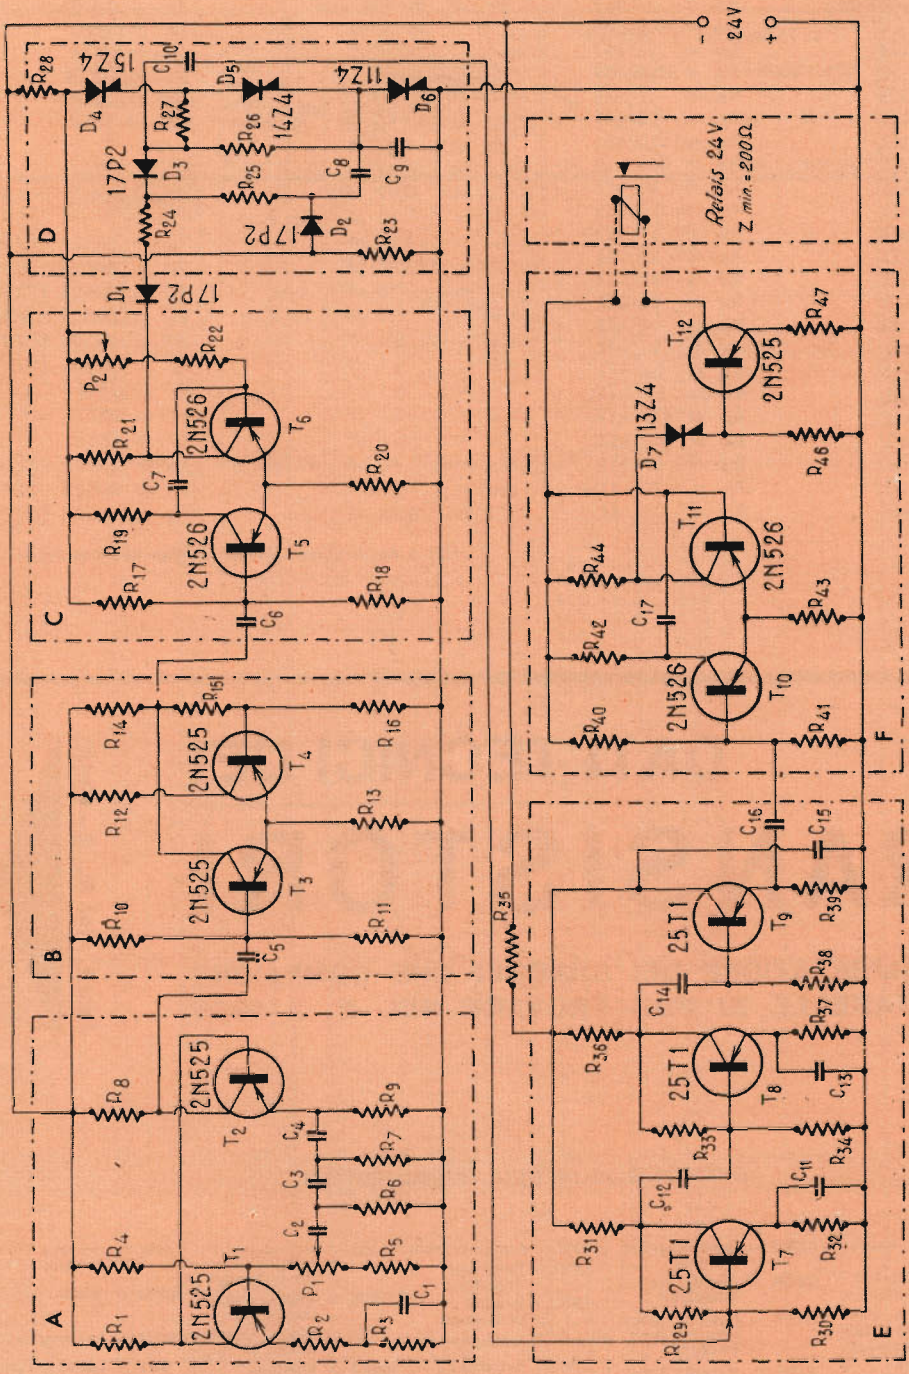 A
R1
R4
R8
T1
2N525
T2
2N525
R2
R3
C1
P1
R5
C2
R6
C3
R7
C4
R9
B
R10
R12
R14
R15
C5
2N525
T3
2N525
T4
R11
R13
R16
C
R17
R19
R21
P2
R22
C6
C7
2N526
T5
2N526
T6
R18
R20
D
R28
D4
15Z4
C10
R27
D5
14Z4
11Z4
D6
17P2
D3
R26
R24
R25
C8
C9
D1
17P2
17P2
D2
R23
- 24V +
E
R35
R31
R36
R29
C12
R33
C14
25T1
T7
25T1
T8
25T1
T9
R30
R32
C11
R34
C13
R37
R38
R39
C15
C16
F
R40
R42
R44
C17
D7
13Z4
2N526
T10
2N526
T11
T12
2N525
R41
R43
R46
R47
Relais 24V
Z min.=200Ω